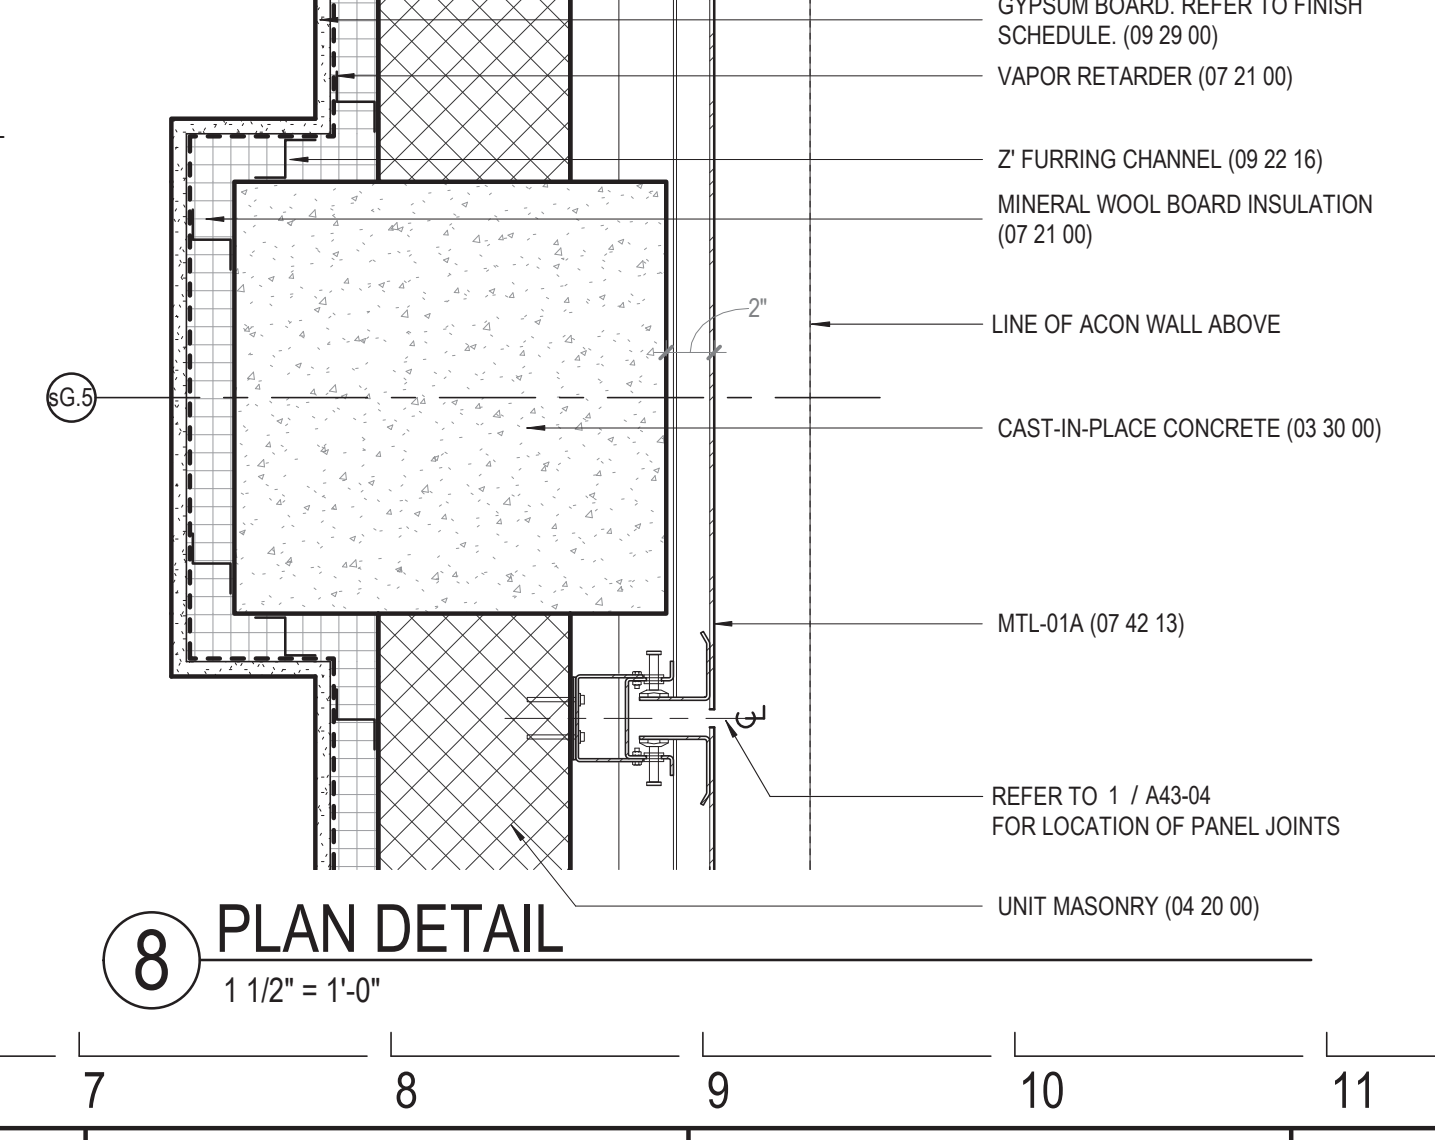 GYPSUM BOARD. REFER TO FINISH
SCHEDULE. (09 29 00)
VAPOR RETARDER (07 21 00)
Z' FURRING CHANNEL (09 22 16)
MINERAL WOOL BOARD INSULATION
(07 21 00)
2"
LINE OF ACON WALL ABOVE
sG.5
CAST-IN-PLACE CONCRETE (03 30 00)
MTL-01A (07 42 13)
CL
REFER TO 1 / A43-04
FOR LOCATION OF PANEL JOINTS
UNIT MASONRY (04 20 00)
8 PLAN DETAIL
1 1/2" = 1'-0"
7 8 9 10 11